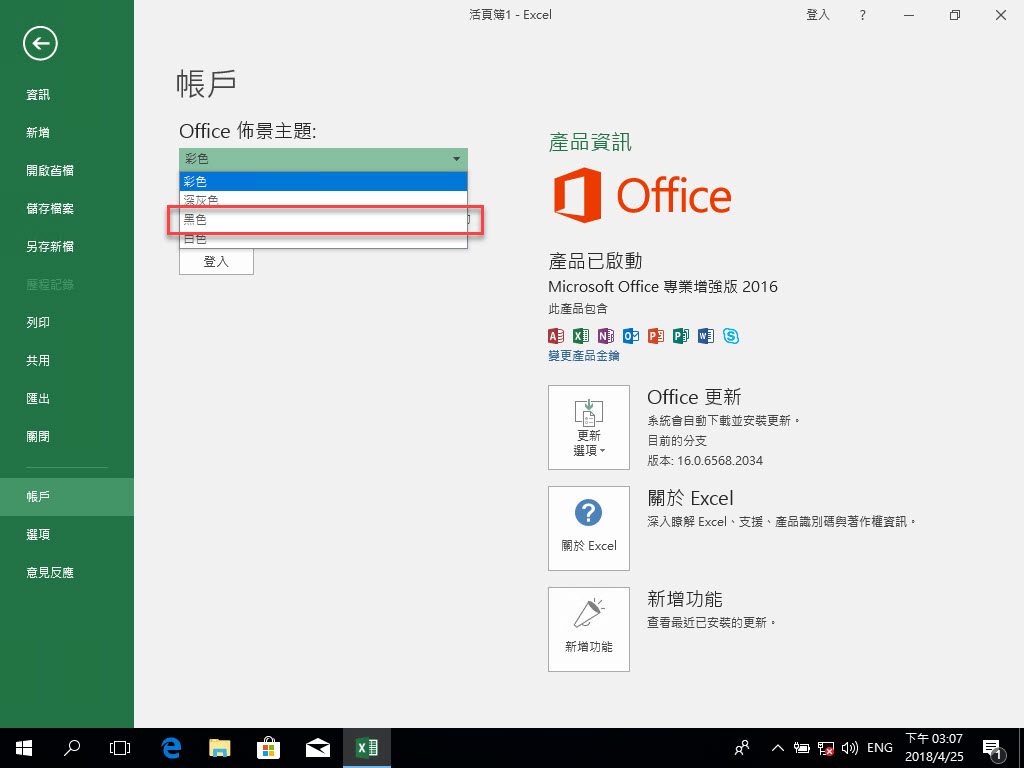 活頁簿1 - Excel
登入
?
資訊
新增
開啟舊檔
儲存檔案
另存新檔
歷程記錄
列印
共用
匯出
關閉
帳戶
選項
意見反應
帳戶
Office 佈景主題:
彩色
彩色
深灰色
黑色
白色
登入
產品資訊
Office
產品已啟動
Microsoft Office 專業增強版 2016
此產品包含
變更產品金鑰
更新
選項
Office 更新
系統會自動下載並安裝更新。
目前的分支
版本: 16.0.6568.2034
?
關於 Excel
關於 Excel
深入瞭解 Excel、支援、產品識別碼與著作權資訊。
新增功能
新增功能
查看最近已安裝的更新。
ENG
下午 03:07
2018/4/25
1